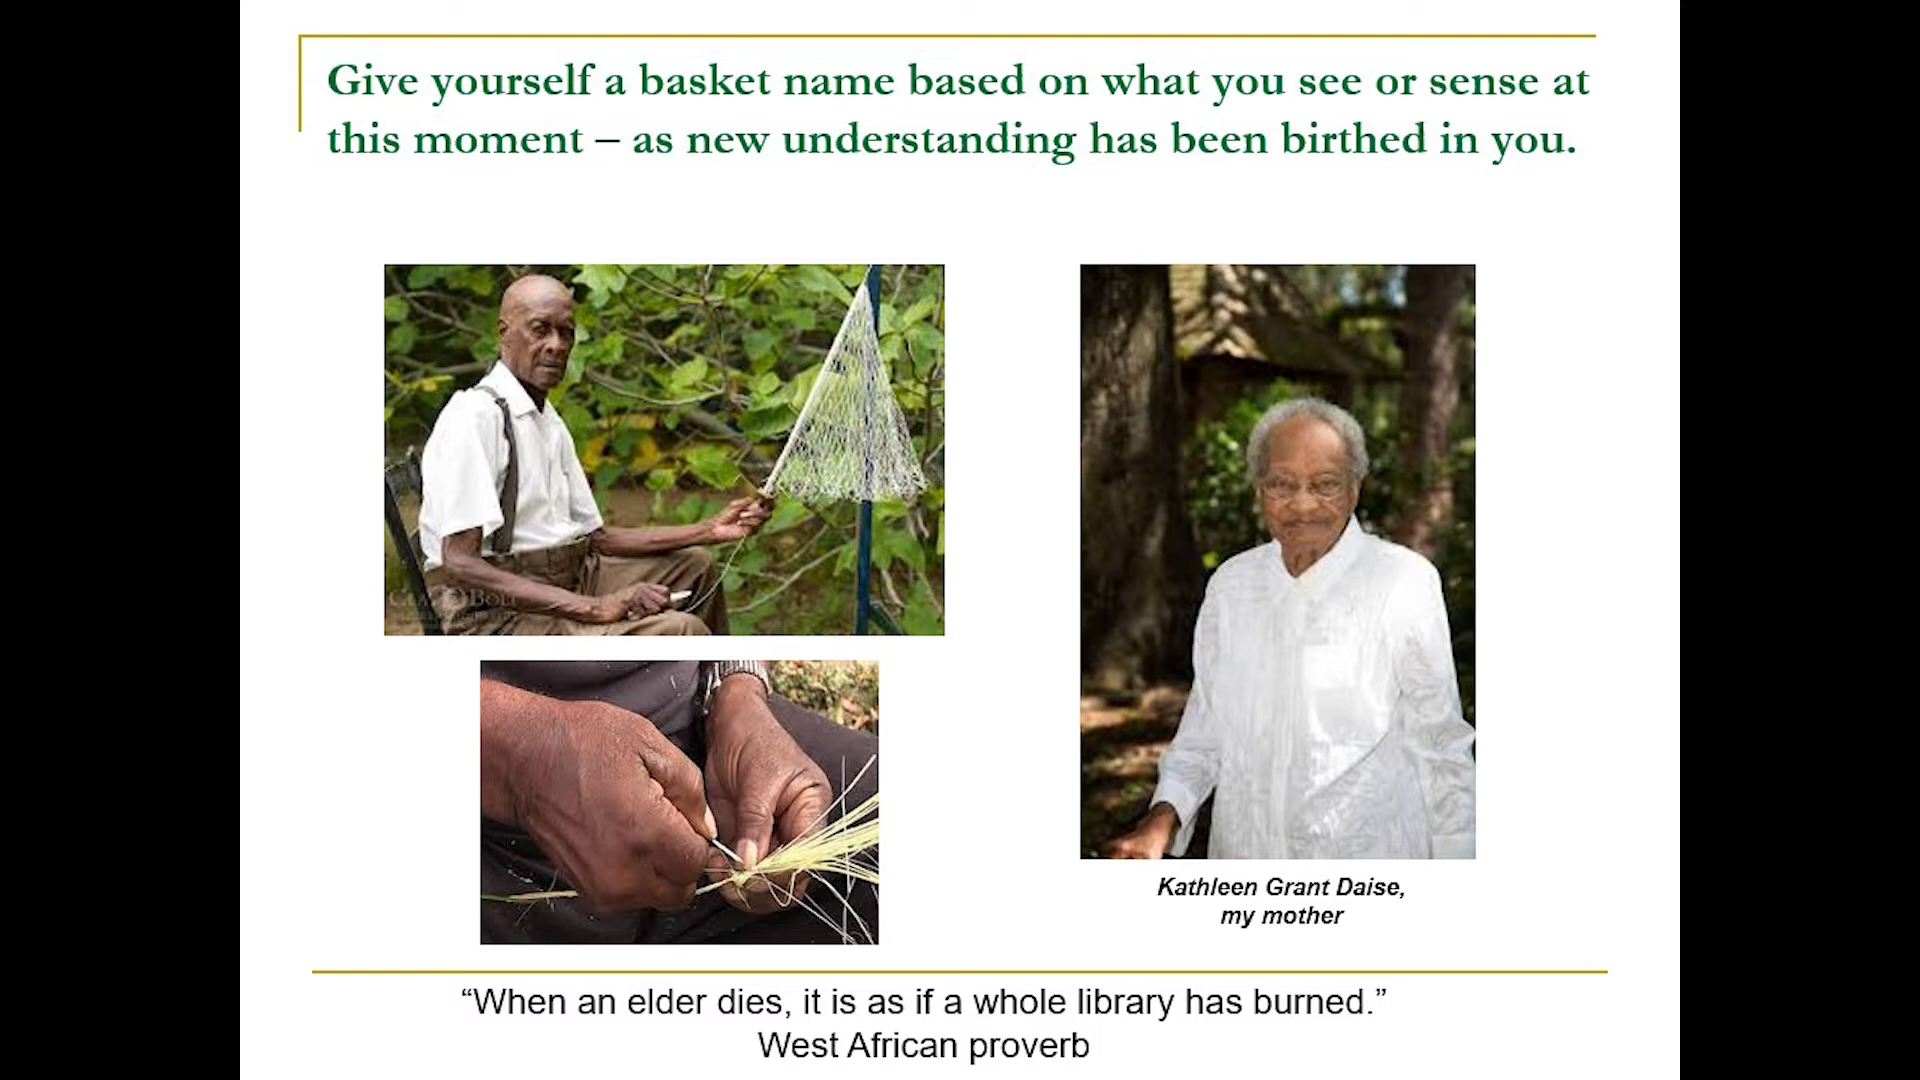 Give yourself a basket name based on what you see or sense at
this moment – as new understanding has been birthed in you.
Kathleen Grant Daise,
my mother
“When an elder dies, it is as if a whole library has burned.”
West African proverb